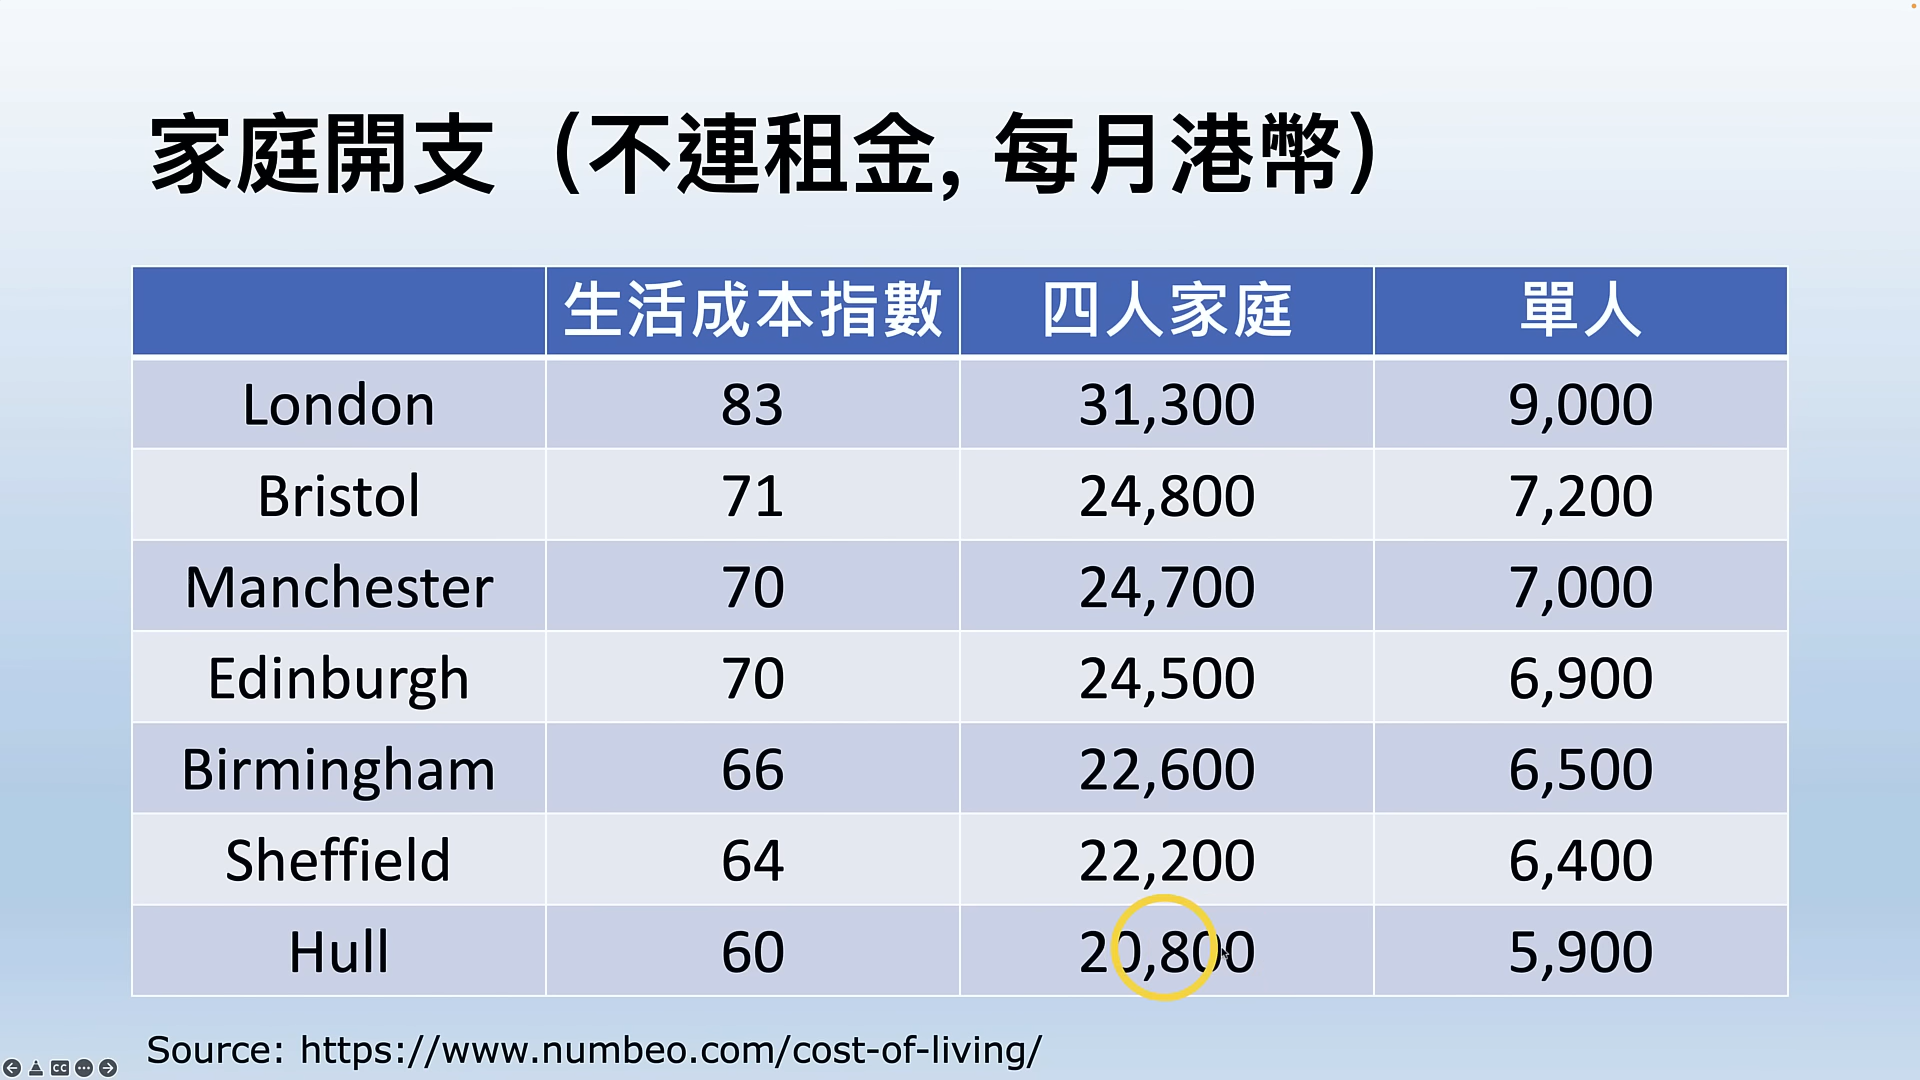 家庭開支（不連租金, 每月港幣）
生活成本指數 四人家庭 單人
London 83 31,300 9,000
Bristol 71 24,800 7,200
Manchester 70 24,700 7,000
Edinburgh 70 24,500 6,900
Birmingham 66 22,600 6,500
Sheffield 64 22,200 6,400
Hull 60 20,800 5,900
Source: https://www.numbeo.com/cost-of-living/
CC